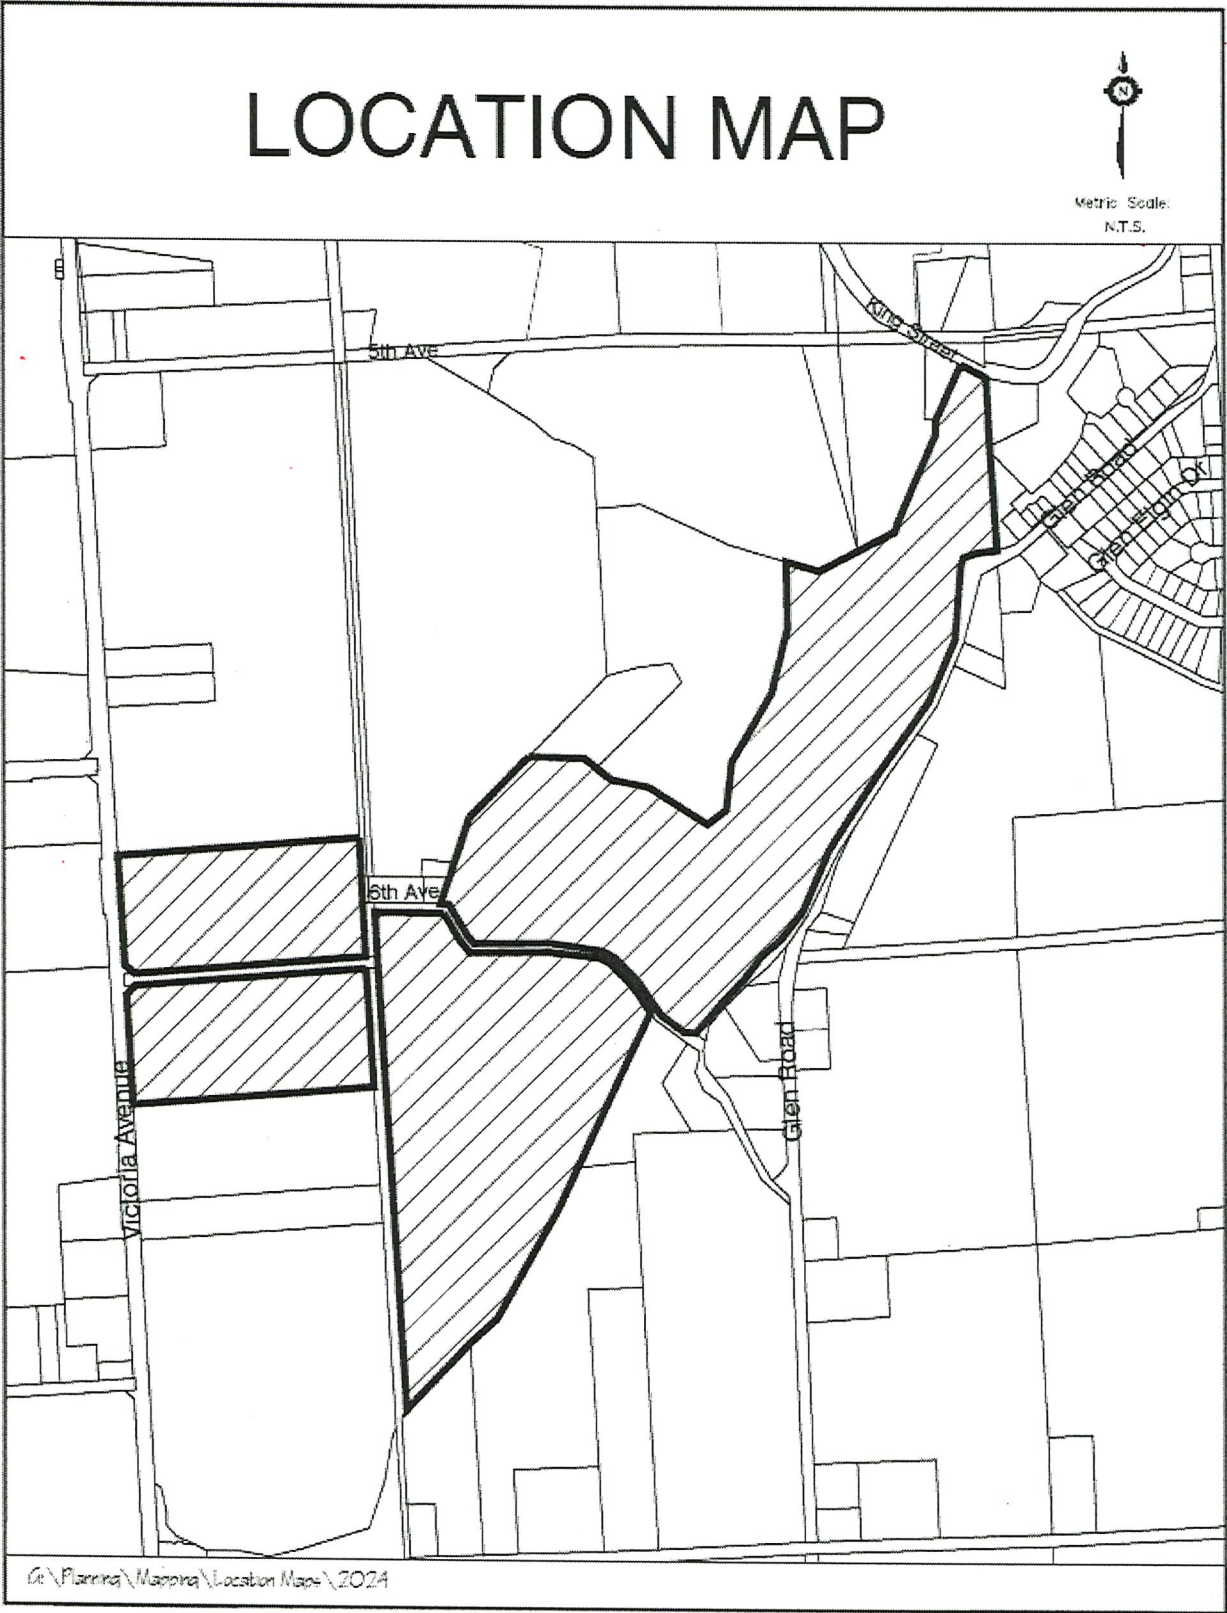 LOCATION MAP
N
Metric Scale:
N.T.S.
King Street
5th Ave
Glen Road
Glen Elgin Dr
6th Ave
Glen Road
Victoria Avenue
G:\Planning\Mapping\Location Maps\2024